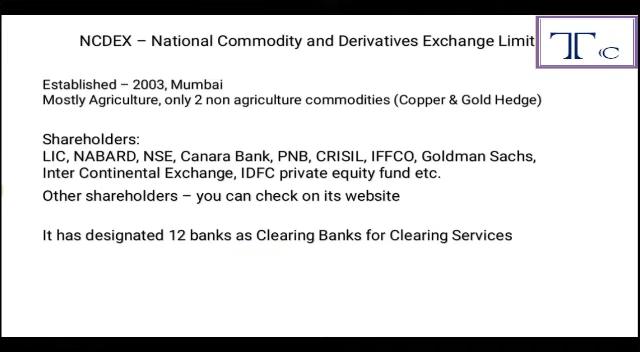 NCDEX – National Commodity and Derivatives Exchange Limit
TC
Established – 2003, Mumbai
Mostly Agriculture, only 2 non agriculture commodities (Copper & Gold Hedge)
Shareholders:
LIC, NABARD, NSE, Canara Bank, PNB, CRISIL, IFFCO, Goldman Sachs,
Inter Continental Exchange, IDFC private equity fund etc.
Other shareholders – you can check on its website
It has designated 12 banks as Clearing Banks for Clearing Services